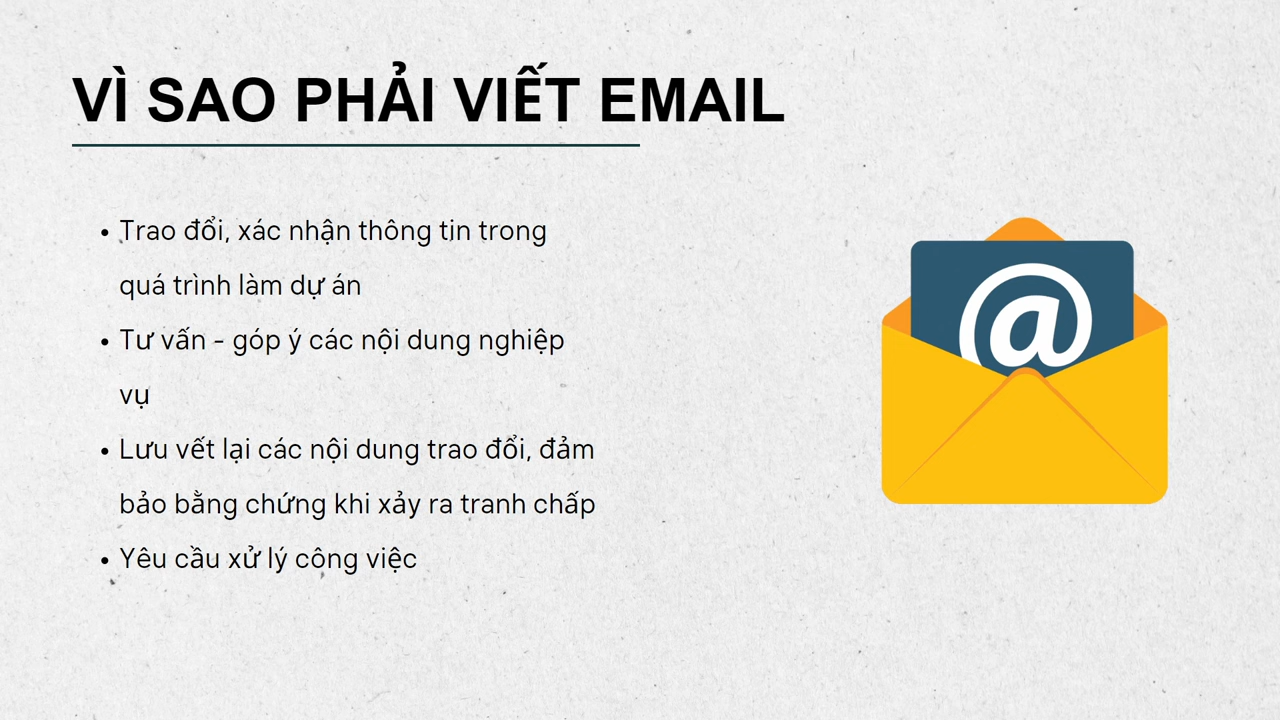 VÌ SAO PHẢI VIẾT EMAIL
• Trao đổi, xác nhận thông tin trong
quá trình làm dự án
• Tư vấn - góp ý các nội dung nghiệp
vụ
• Lưu vết lại các nội dung trao đổi, đảm
bảo bằng chứng khi xảy ra tranh chấp
• Yêu cầu xử lý công việc
@